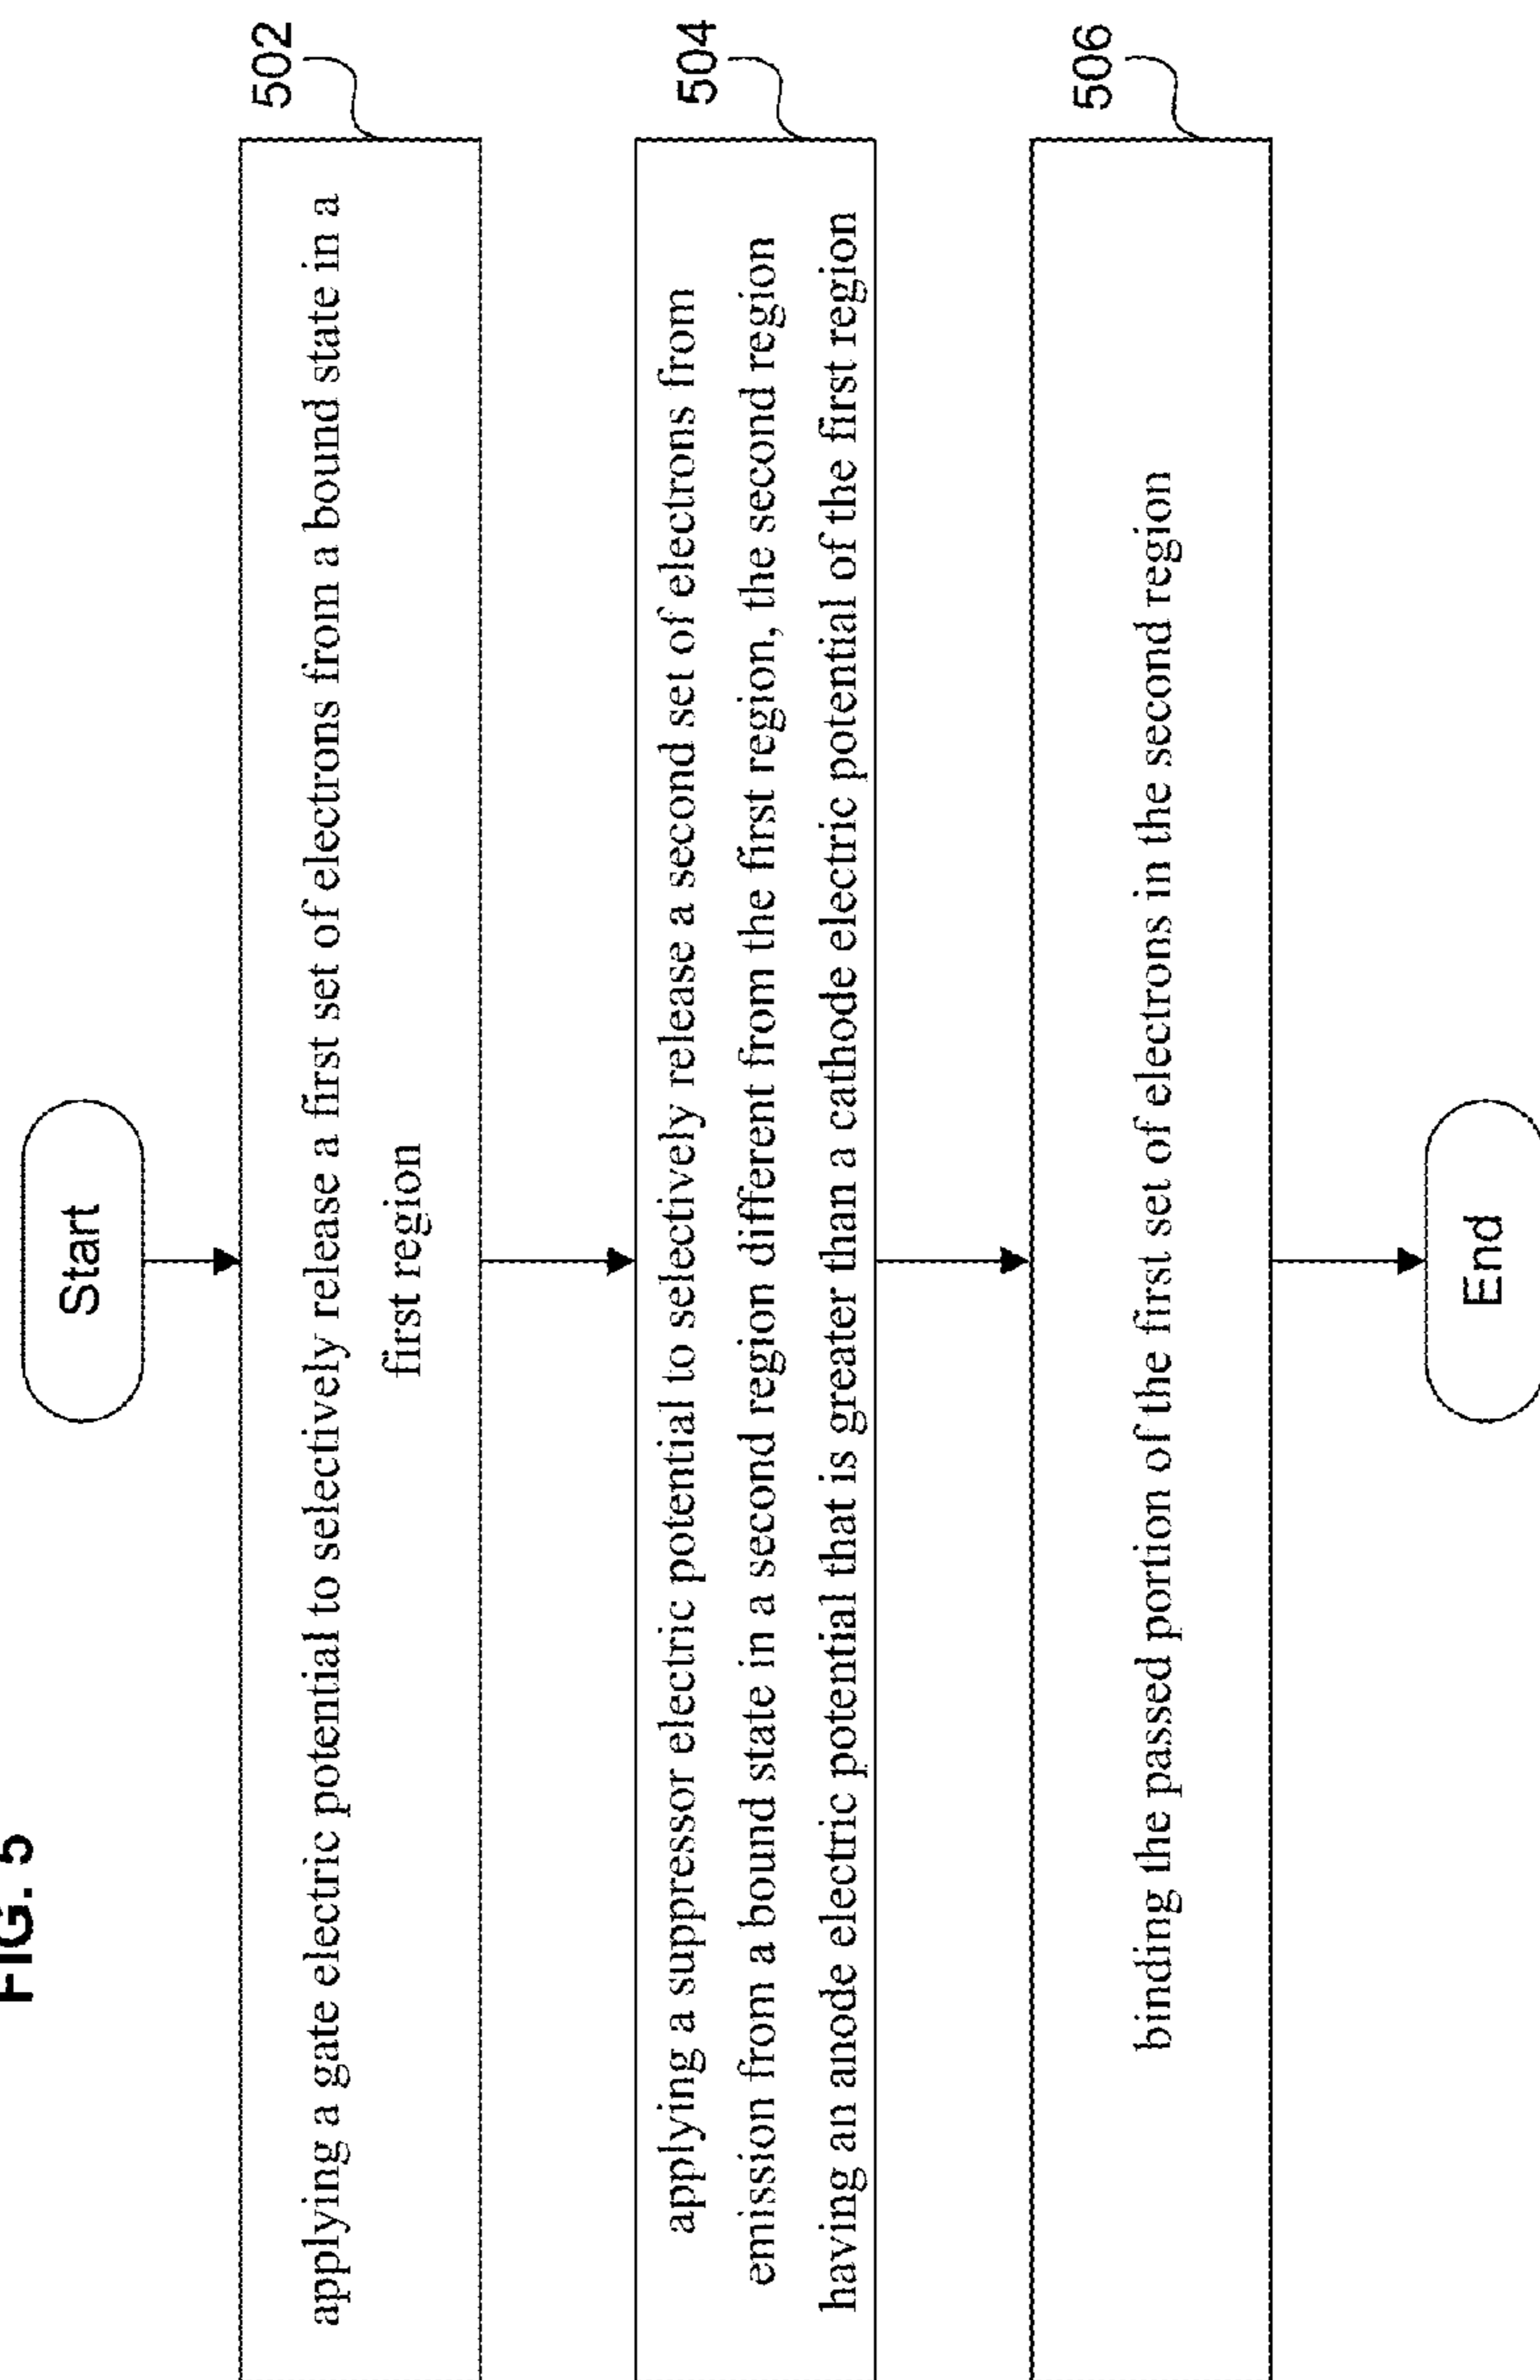 FIG. 5
Start
502
applying a gate electric potential to selectively release a first set of electrons from a bound state in a
first region
504
applying a suppressor electric potential to selectively release a second set of electrons from
emission from a bound state in a second region different from the first region, the second region
having an anode electric potential that is greater than a cathode electric potential of the first region
506
binding the passed portion of the first set of electrons in the second region
End